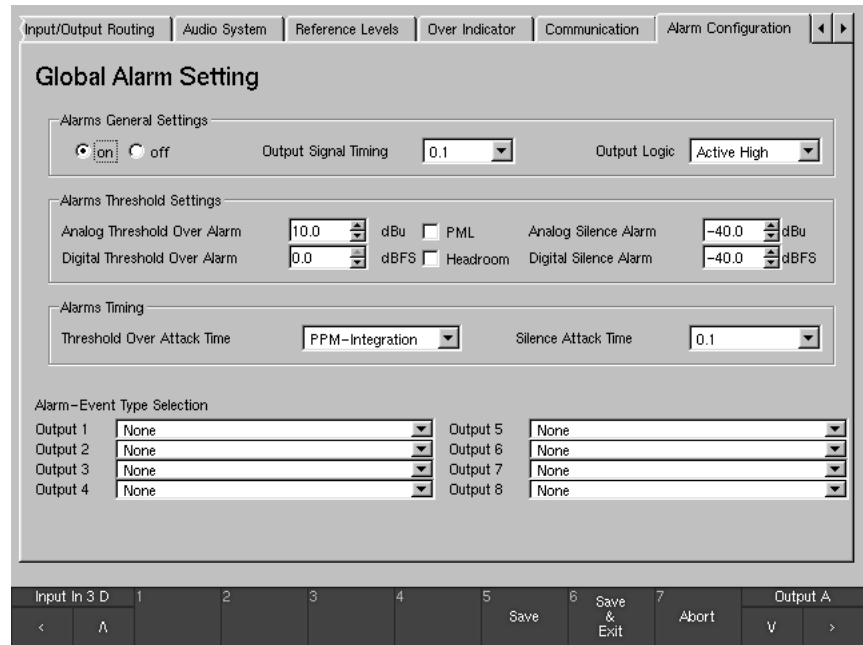 Input/Output Routing Audio System Reference Levels Over Indicator Communication Alarm Configuration
Global Alarm Setting
Alarms General Settings
on off Output Signal Timing 0.1 Output Logic Active High
Alarms Threshold Settings
Analog Threshold Over Alarm 10.0 dBu PML Analog Silence Alarm -40.0 dBu
Digital Threshold Over Alarm 0.0 dBFS Headroom Digital Silence Alarm -40.0 dBFS
Alarms Timing
Threshold Over Attack Time PPM-Integration Silence Attack Time 0.1
Alarm-Event Type Selection
Output 1 None Output 5 None
Output 2 None Output 6 None
Output 3 None Output 7 None
Output 4 None Output 8 None
Input In 3 D 1 2 3 4 5 6 7 Output A
< Λ Save Save & Exit Abort V >